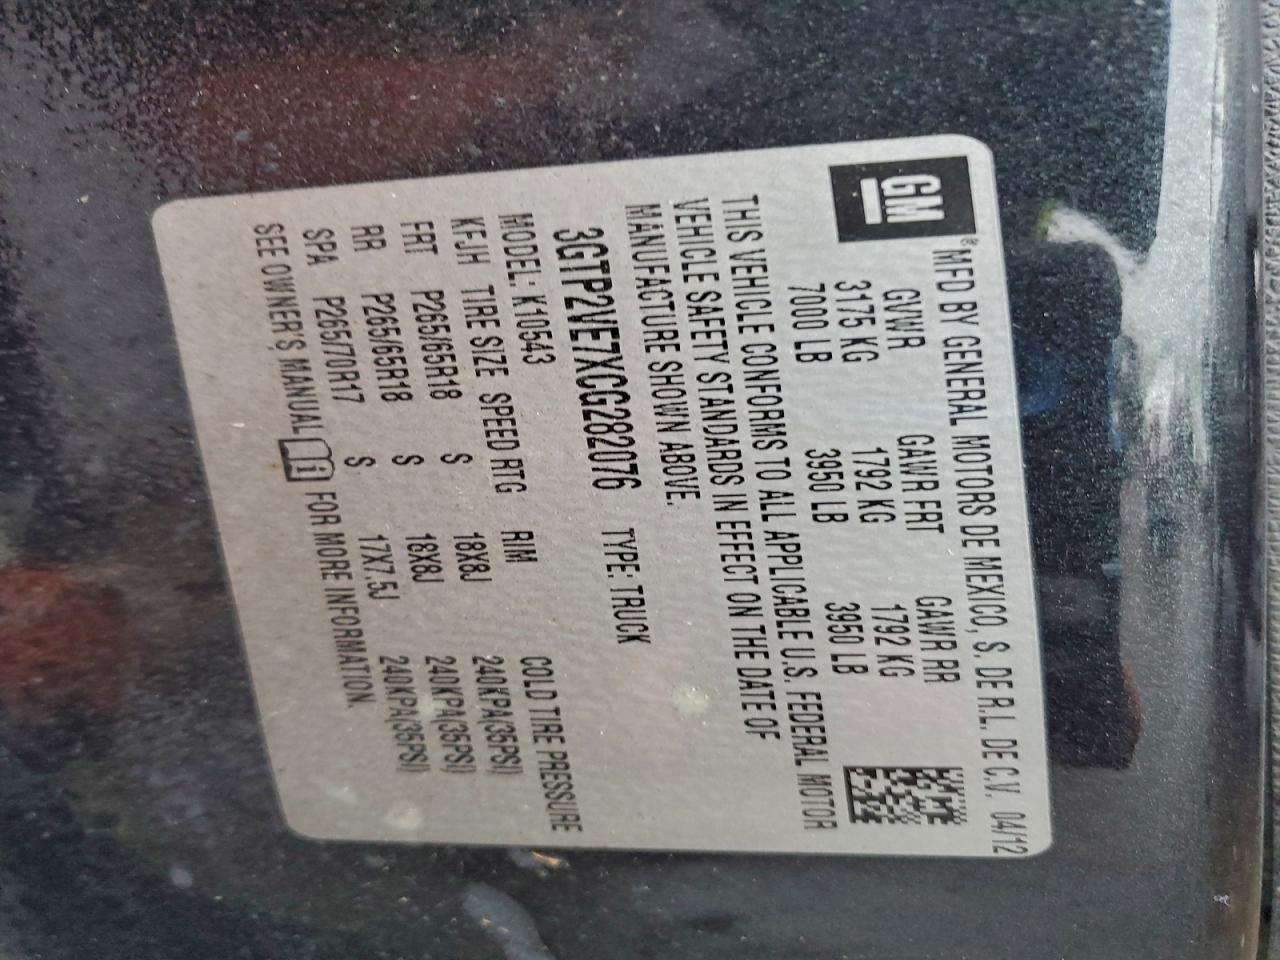 GM
®MFD BY GENERAL MOTORS DE MEXICO, S. DE R.L. DE C.V. 04/12
GVWR GAWR FRT GAWR RR
3175 KG 1792 KG 1792 KG
7000 LB 3950 LB 3950 LB
THIS VEHICLE CONFORMS TO ALL APPLICABLE U.S. FEDERAL MOTOR
VEHICLE SAFETY STANDARDS IN EFFECT ON THE DATE OF
MANUFACTURE SHOWN ABOVE.
3GTP2VE7XCG282076 TYPE: TRUCK
MODEL: K10543
KFJH TIRE SIZE SPEED RTG RIM COLD TIRE PRESSURE
FRT P265/65R18 S 18X8J 240KPA(35PSI)
RR P265/65R18 S 18X8J 240KPA(35PSI)
SPA P265/70R17 S 17X7.5J 240KPA(35PSI)
SEE OWNER'S MANUAL i FOR MORE INFORMATION